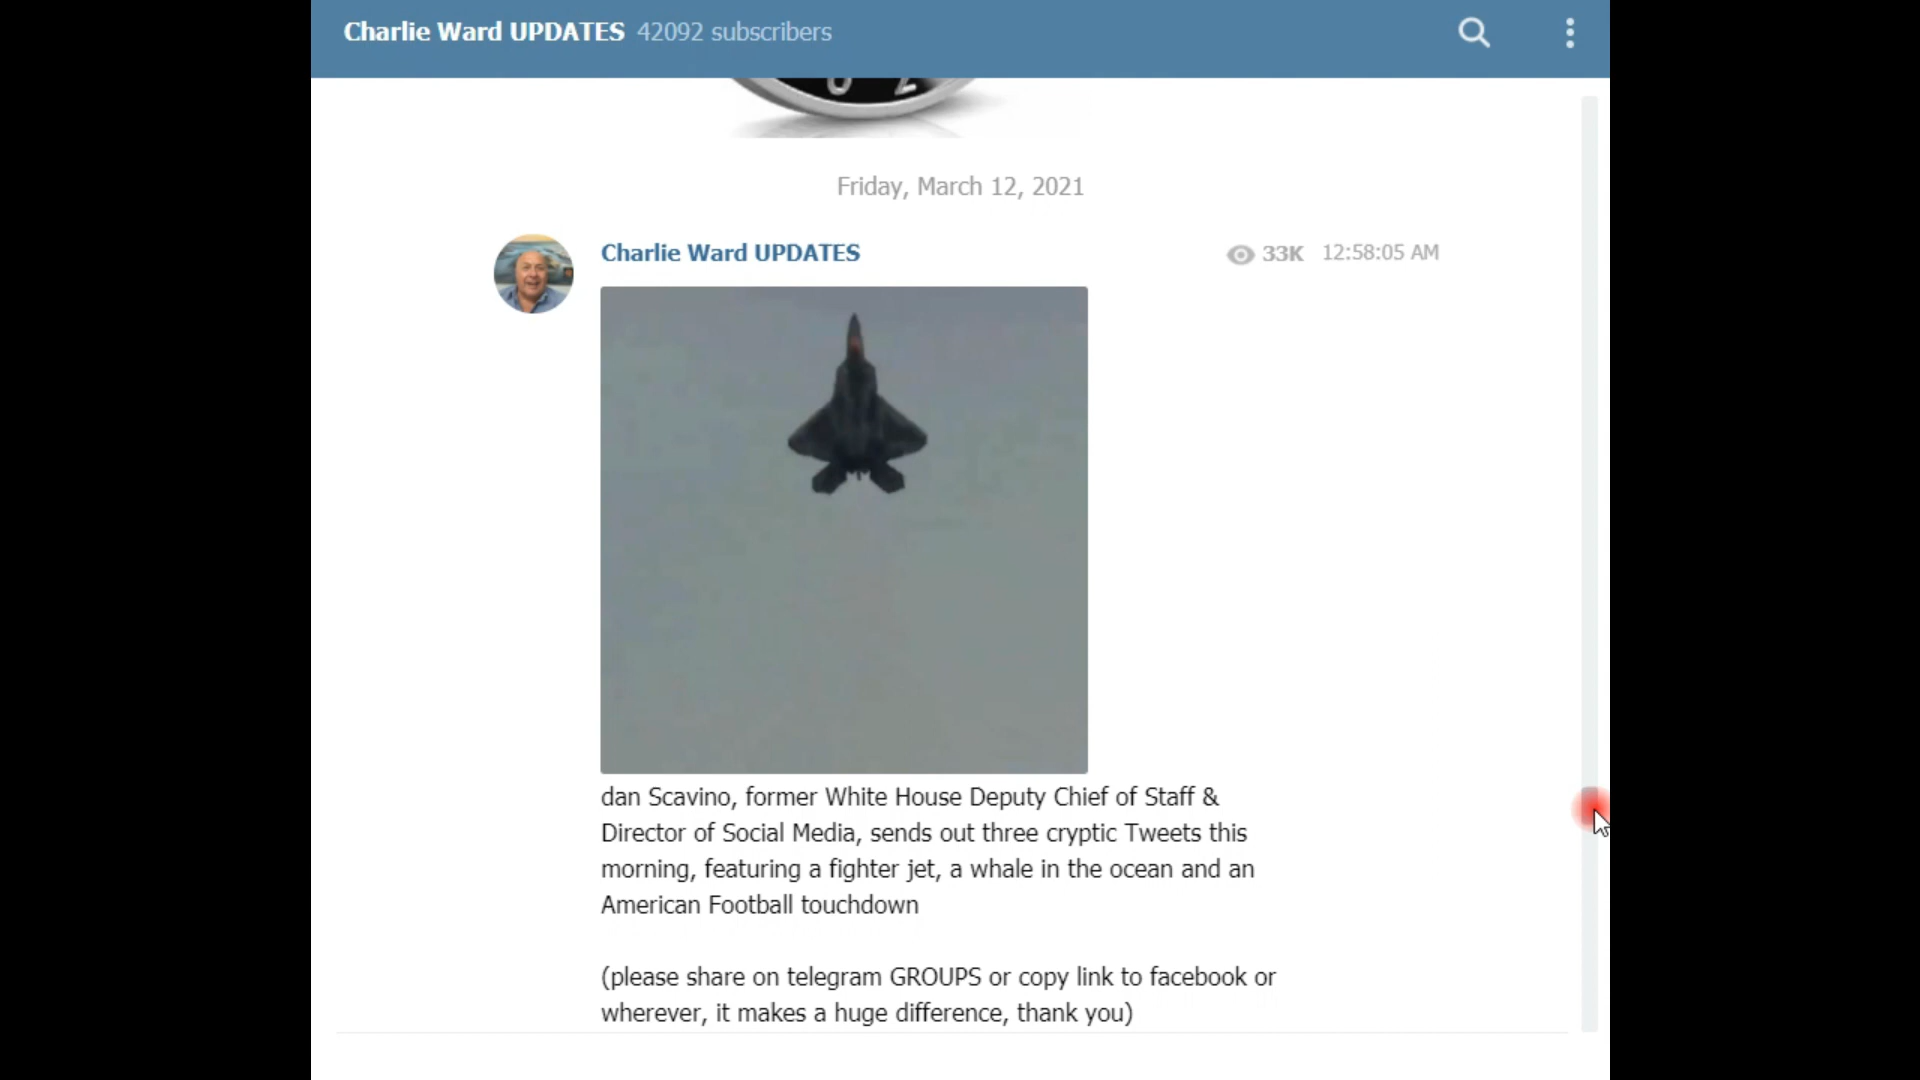 Charlie Ward UPDATES 42092 subscribers
0 2
Friday, March 12, 2021
Charlie Ward UPDATES 33K 12:58:05 AM
dan Scavino, former White House Deputy Chief of Staff &
Director of Social Media, sends out three cryptic Tweets this
morning, featuring a fighter jet, a whale in the ocean and an
American Football touchdown
(please share on telegram GROUPS or copy link to facebook or
wherever, it makes a huge difference, thank you)